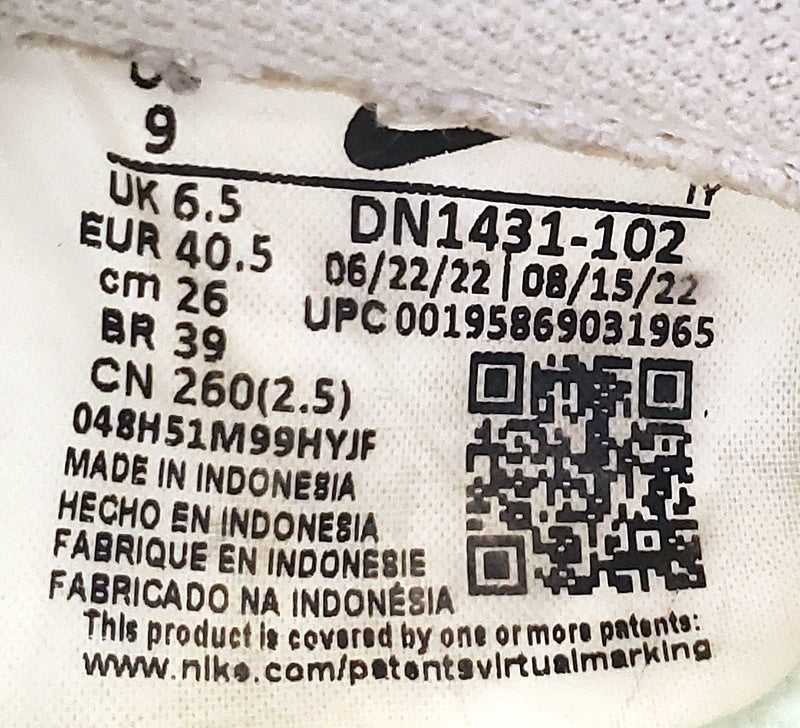 9
UK 6.5
EUR 40.5
cm 26
BR 39
CN 260(2.5)
DN1431-102
06/22/22 | 08/15/22
UPC 00195869031965
048H51M99HYJF
MADE IN INDONESIA
HECHO EN INDONESIA
FABRIQUE EN INDONESIE
FABRICADO NA INDONÉSIA
This product is covered by one or more patents:
www.nike.com/patentsvirtualmarking